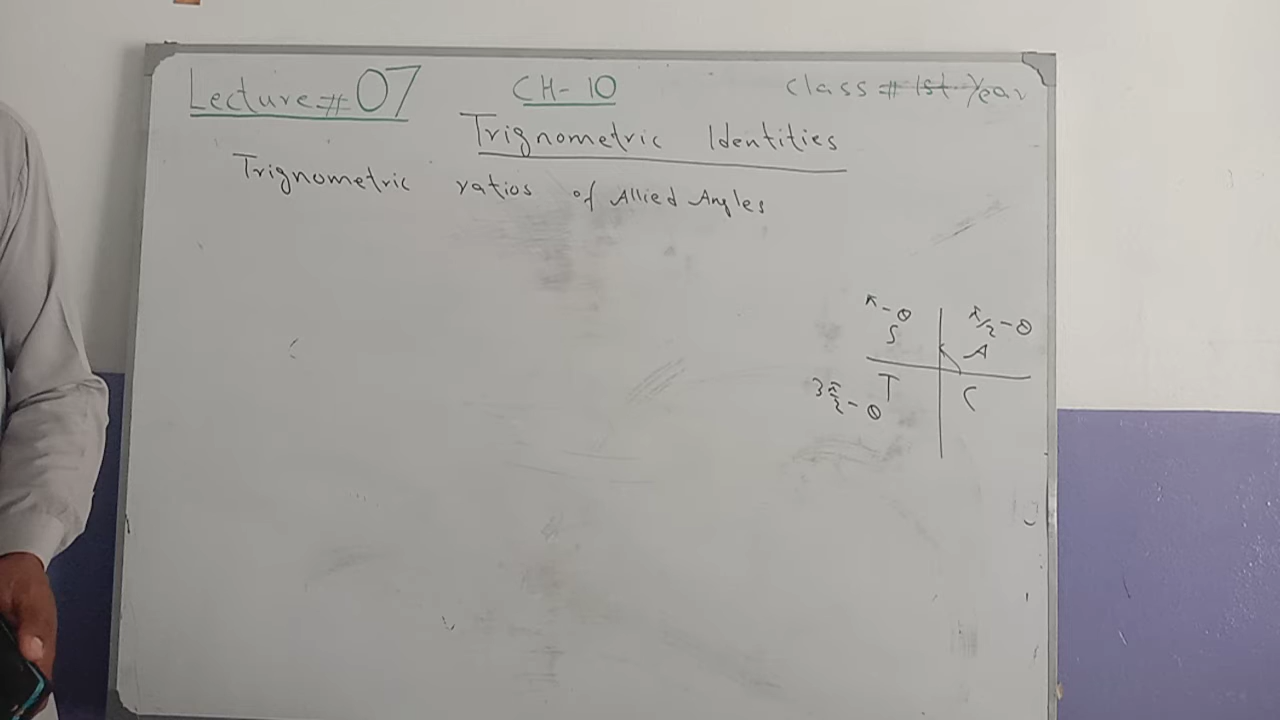 Lecture # 07
CH- 10
Class # 1st Year
Trignometric Identities
Trignometric ratios of Allied Angles
π-θ
π/2-θ
S
A
T
C
3π/2-θ